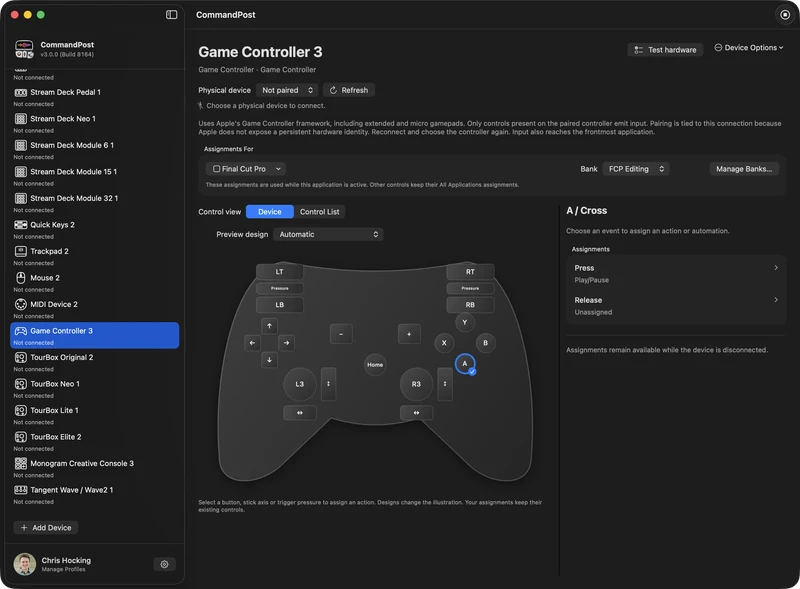 CommandPost
CommandPost
v3.0.0 (Build 8164)
Not connected
Stream Deck Pedal 1
Not connected
Stream Deck Neo 1
Not connected
Stream Deck Module 6 1
Not connected
Stream Deck Module 15 1
Not connected
Stream Deck Module 32 1
Not connected
Quick Keys 2
Not connected
Trackpad 2
Not connected
Mouse 2
Not connected
MIDI Device 2
Not connected
Game Controller 3
Not connected
TourBox Original 2
Not connected
TourBox Neo 1
Not connected
TourBox Lite 1
Not connected
TourBox Elite 2
Not connected
Monogram Creative Console 3
Not connected
Tangent Wave / Wave2 1
Not connected
+ Add Device
Chris Hocking
Manage Profiles
Game Controller 3
Game Controller · Game Controller
Test hardware
Device Options
Physical device Not paired Refresh
Choose a physical device to connect.
Uses Apple's Game Controller framework, including extended and micro gamepads. Only controls present on the paired controller emit input. Pairing is tied to this connection because
Apple does not expose a persistent hardware identity. Reconnect and choose the controller again. Input also reaches the frontmost application.
Assignments For
Final Cut Pro
Bank FCP Editing Manage Banks...
These assignments are used while this application is active. Other controls keep their All Applications assignments.
Control view Device Control List
Preview design Automatic
LT RT
Pressure Pressure
LB RB
Y
↑ − +
← → X B
↓ Home A
L3 ↕ R3 ↕
↔ ↔
Select a button, stick axis or trigger pressure to assign an action. Designs change the illustration. Your assignments keep their
existing controls.
A / Cross
Choose an event to assign an action or automation.
Assignments
Press
Play/Pause
Release
Unassigned
Assignments remain available while the device is disconnected.